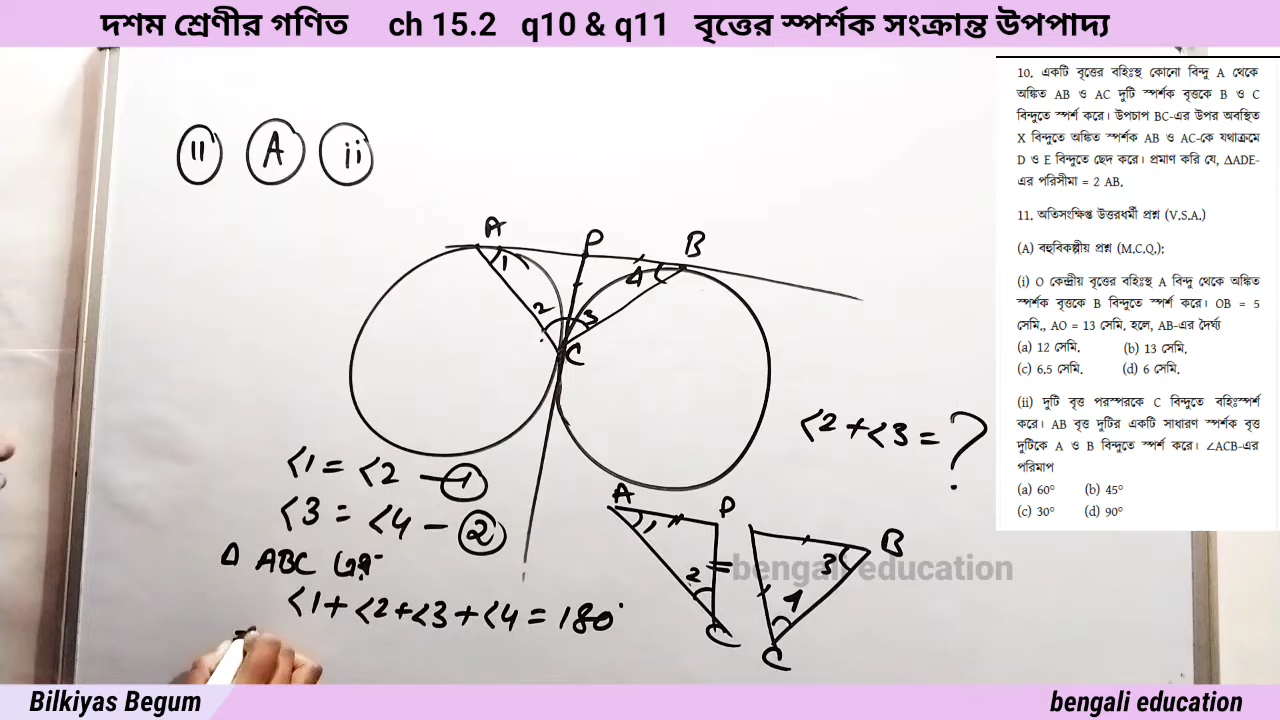 দশম শ্রেণীর গণিত ch 15.2 q10 & q11 বৃত্তের স্পর্শক সংক্রান্ত উপপাদ্য
10. একটি বৃত্তের বহিঃস্থ কোনো বিন্দু A থেকে
অঙ্কিত AB ও AC দুটি স্পর্শক বৃত্তকে B ও C
বিন্দুতে স্পর্শ করে। উপচাপ BC-এর উপর অবস্থিত
X বিন্দুতে অঙ্কিত স্পর্শক AB ও AC-কে যথাক্রমে
D ও E বিন্দুতে ছেদ করে। প্রমাণ করি যে, ΔADE-
এর পরিসীমা = 2 AB.
11. অতিসংক্ষিপ্ত উত্তরধর্মী প্রশ্ন (V.S.A.)
(A) বহুবিকল্পীয় প্রশ্ন (M.C.Q.);
(i) O কেন্দ্রীয় বৃত্তের বহিঃস্থ A বিন্দু থেকে অঙ্কিত
স্পর্শক বৃত্তকে B বিন্দুতে স্পর্শ করে। OB = 5
সেমি., AO = 13 সেমি. হলে, AB-এর দৈর্ঘ্য
(a) 12 সেমি. (b) 13 সেমি.
(c) 6.5 সেমি. (d) 6 সেমি.
(ii) দুটি বৃত্ত পরস্পরকে C বিন্দুতে বহিঃস্পর্শ
করে। AB বৃত্ত দুটির একটি সাধারণ স্পর্শক বৃত্ত
দুটিকে A ও B বিন্দুতে স্পর্শ করে। ∠ACB-এর
পরিমাপ
(a) 60° (b) 45°
(c) 30° (d) 90°
11 A ii
A P B
1 4
2 3
C
<2+<3 = ?
<1 = <2 — 1
<3 = <4 - 2
Δ ABC এর
<1+<2+<3+<4 = 180°
A P B
1 2 3 4
C C
bengali education
Bilkiyas Begum bengali education